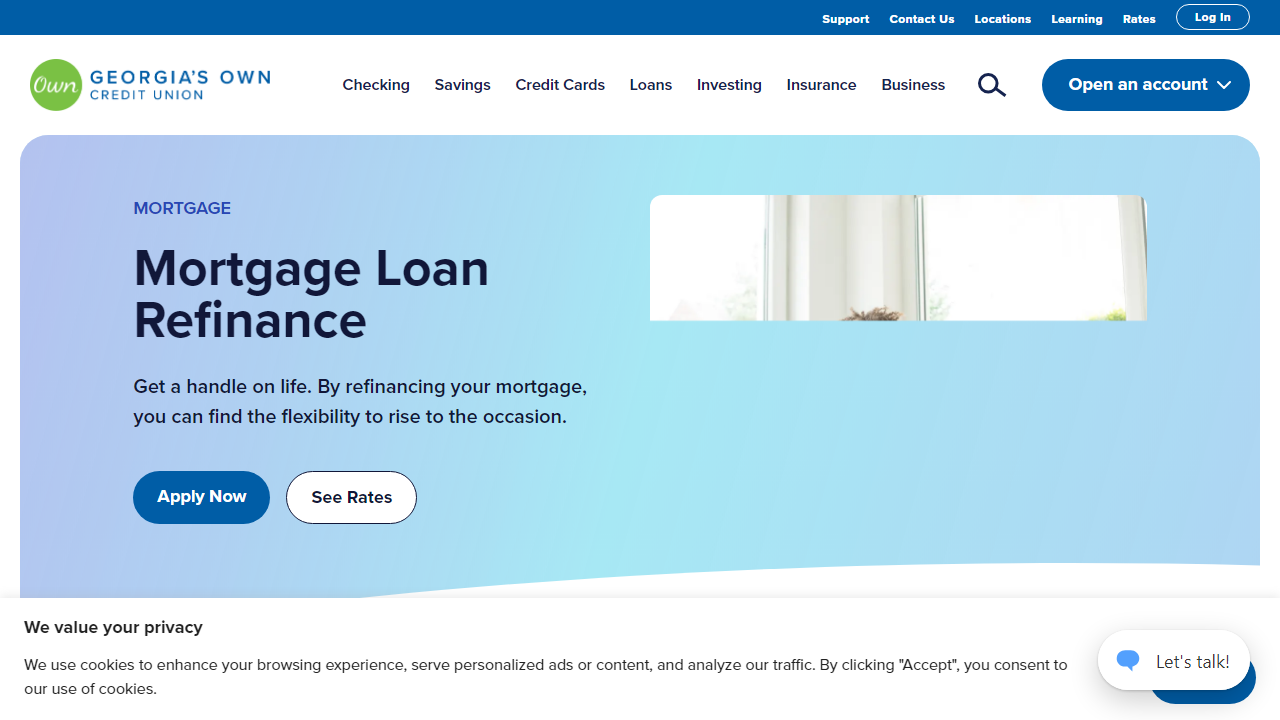 Support Contact Us Locations Learning Rates Log In
Own GEORGIA'S OWN
CREDIT UNION
Checking Savings Credit Cards Loans Investing Insurance Business Open an account
MORTGAGE
Mortgage Loan
Refinance
Get a handle on life. By refinancing your mortgage,
you can find the flexibility to rise to the occasion.
Apply Now See Rates
We value your privacy
We use cookies to enhance your browsing experience, serve personalized ads or content, and analyze our traffic. By clicking "Accept", you consent to
our use of cookies.
Let's talk!